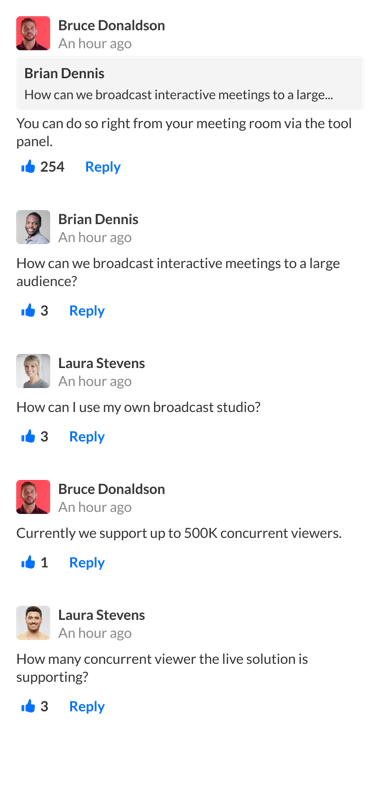 Bruce Donaldson
An hour ago
Brian Dennis
How can we broadcast interactive meetings to a large...
You can do so right from your meeting room via the tool
panel.
254 Reply
Brian Dennis
An hour ago
How can we broadcast interactive meetings to a large
audience?
3 Reply
Laura Stevens
An hour ago
How can I use my own broadcast studio?
3 Reply
Bruce Donaldson
An hour ago
Currently we support up to 500K concurrent viewers.
1 Reply
Laura Stevens
An hour ago
How many concurrent viewer the live solution is
supporting?
3 Reply